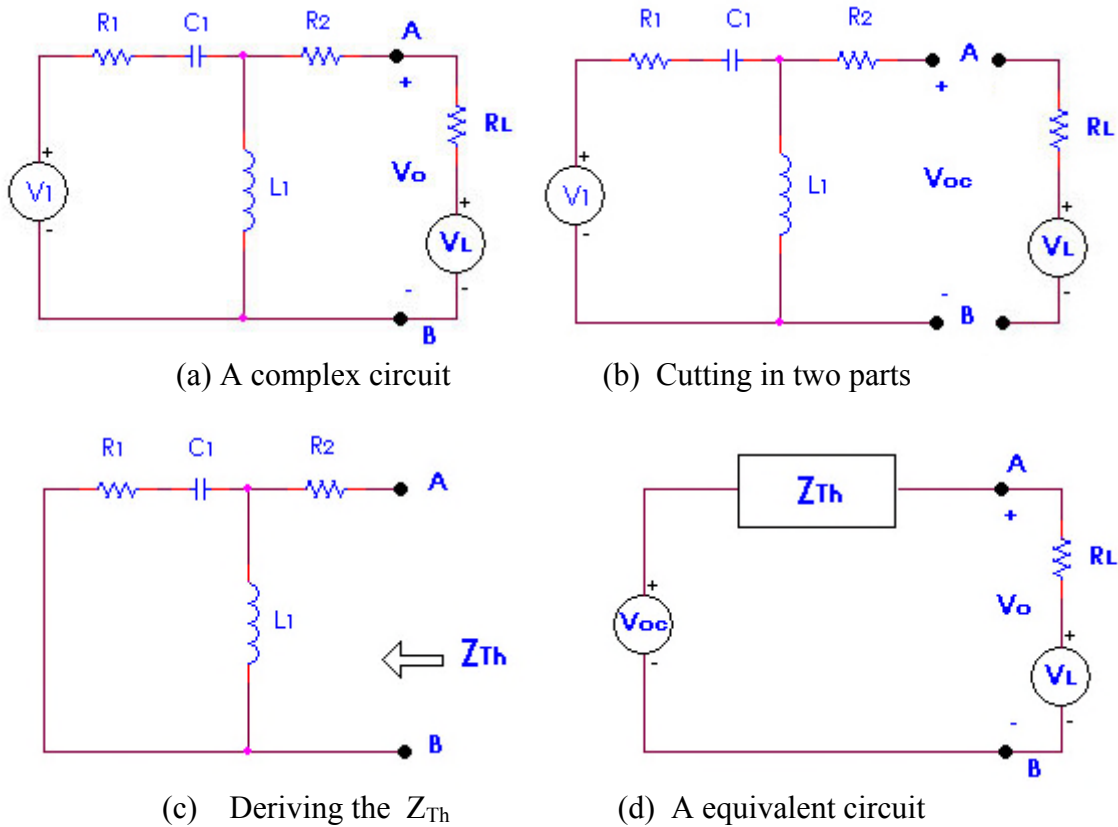 R1 C1 R2 A
+
RL
V1 + - L1 Vo
+ VL -
- B
(a) A complex circuit
R1 C1 R2 A
+
RL
V1 + - L1 Voc
+ VL -
- B
(b) Cutting in two parts
R1 C1 R2 A
L1
ZTh
B
(c) Deriving the ZTh
ZTh A
+
RL
+ Voc - Vo
+ VL -
- B
(d) A equivalent circuit